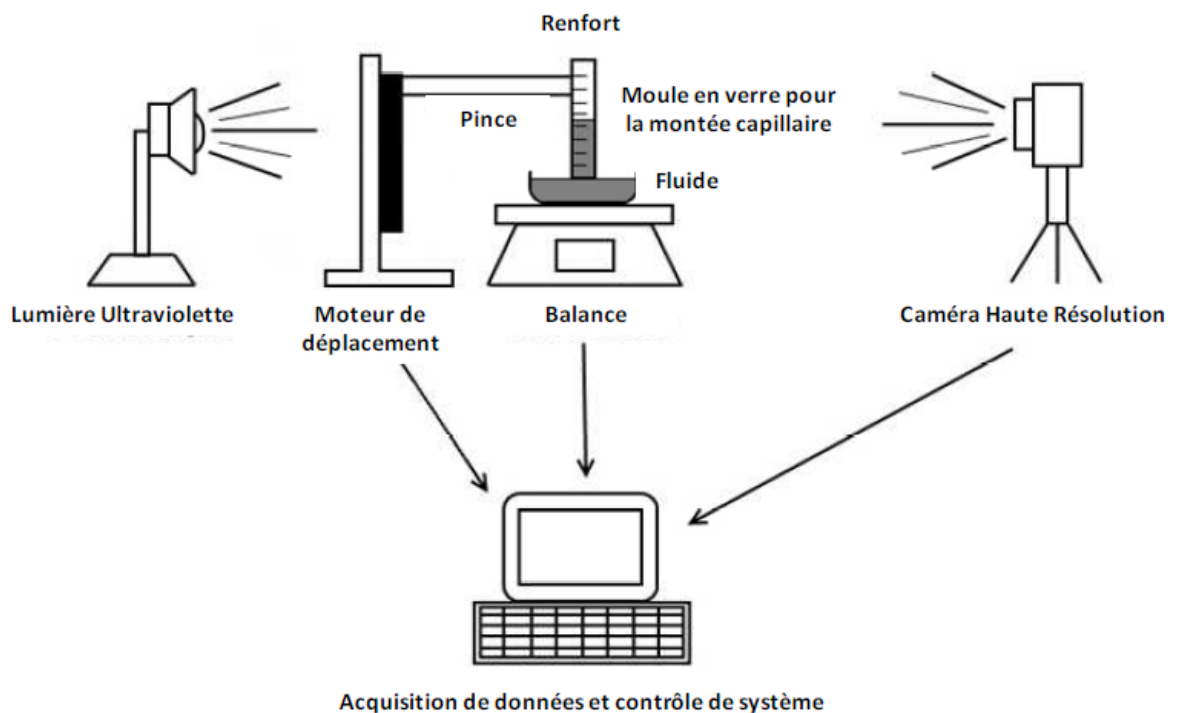 Renfort
Moule en verre pour
la montée capillaire
Pince
Fluide
Lumière Ultraviolette
Moteur de
déplacement
Balance
Caméra Haute Résolution
Acquisition de données et contrôle de système